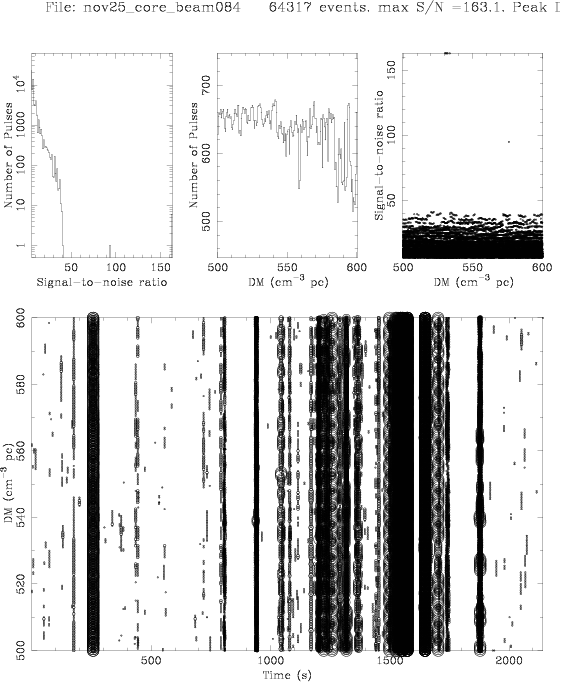 File: nov25_core_beam084 64317 events. max S/N =163.1. Peak
Number of Pulses
10⁴
1000
100
10
1
50 100 150
Signal-to-noise ratio
Number of Pulses
700
600
500
500 550 600
DM (cm⁻³ pc)
Signal-to-noise ratio
150
100
50
500 550 600
DM (cm⁻³ pc)
DM (cm⁻³ pc)
600
580
560
540
520
500
500 1000 1500 2000
Time (s)